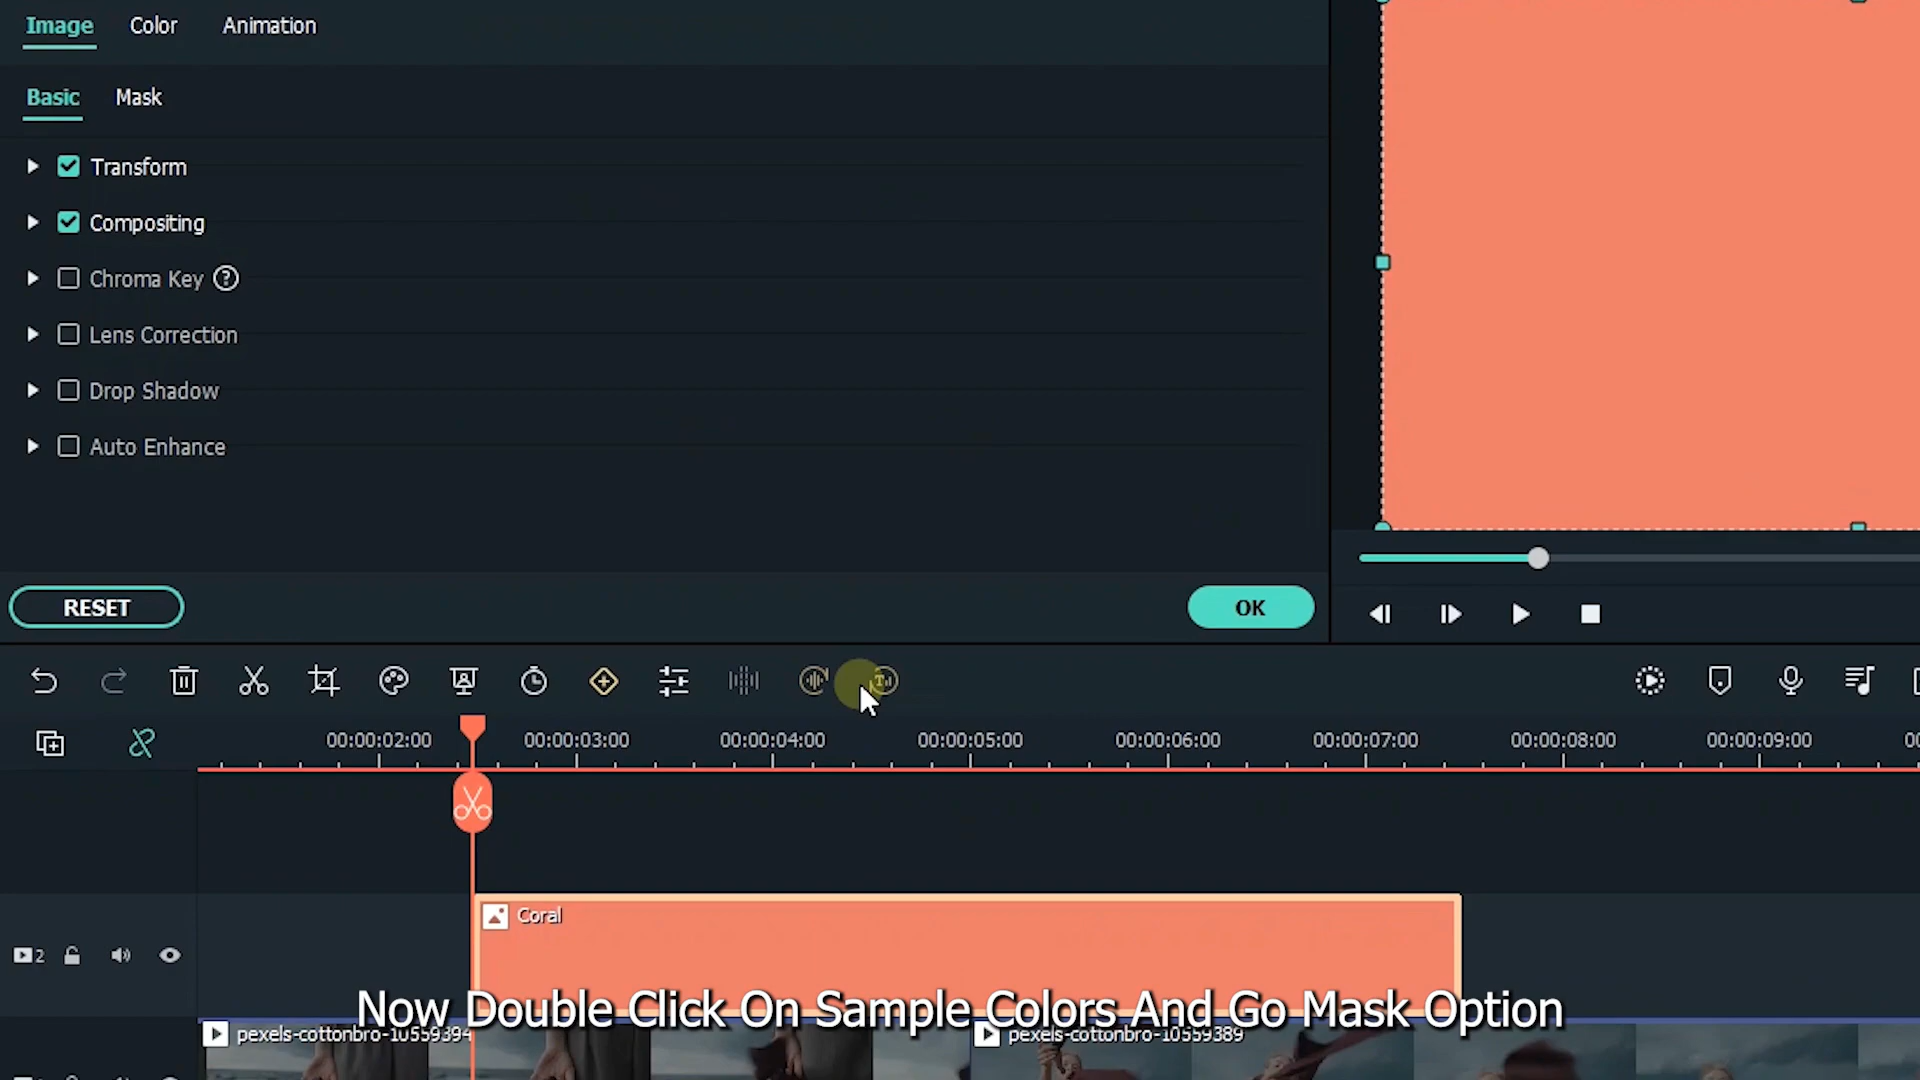 Image Color Animation
Basic Mask
Transform
Compositing
Chroma Key ?
Lens Correction
Drop Shadow
Auto Enhance
RESET OK
00:00:02:00 00:00:03:00 00:00:04:00 00:00:05:00 00:00:06:00 00:00:07:00 00:00:08:00 00:00:09:00
Coral
2
Now Double Click On Sample Colors And Go Mask Option
pexels-cottonbro-10559394 pexels-cottonbro-10559389